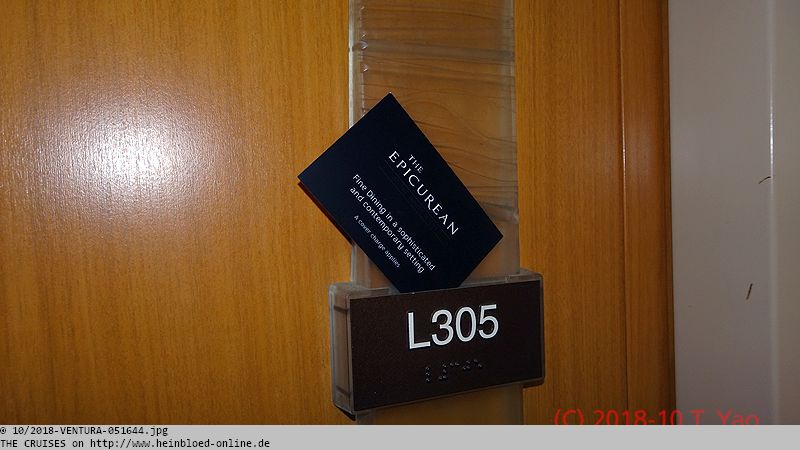 THE
EPICUREAN
Fine Dining in a sophisticated
and contemporary setting
A cover charge applies
L305
(C) 2018-10 T. Yao
© 10/2018-VENTURA-051644.jpg
THE CRUISES on http://www.heinbloed-online.de